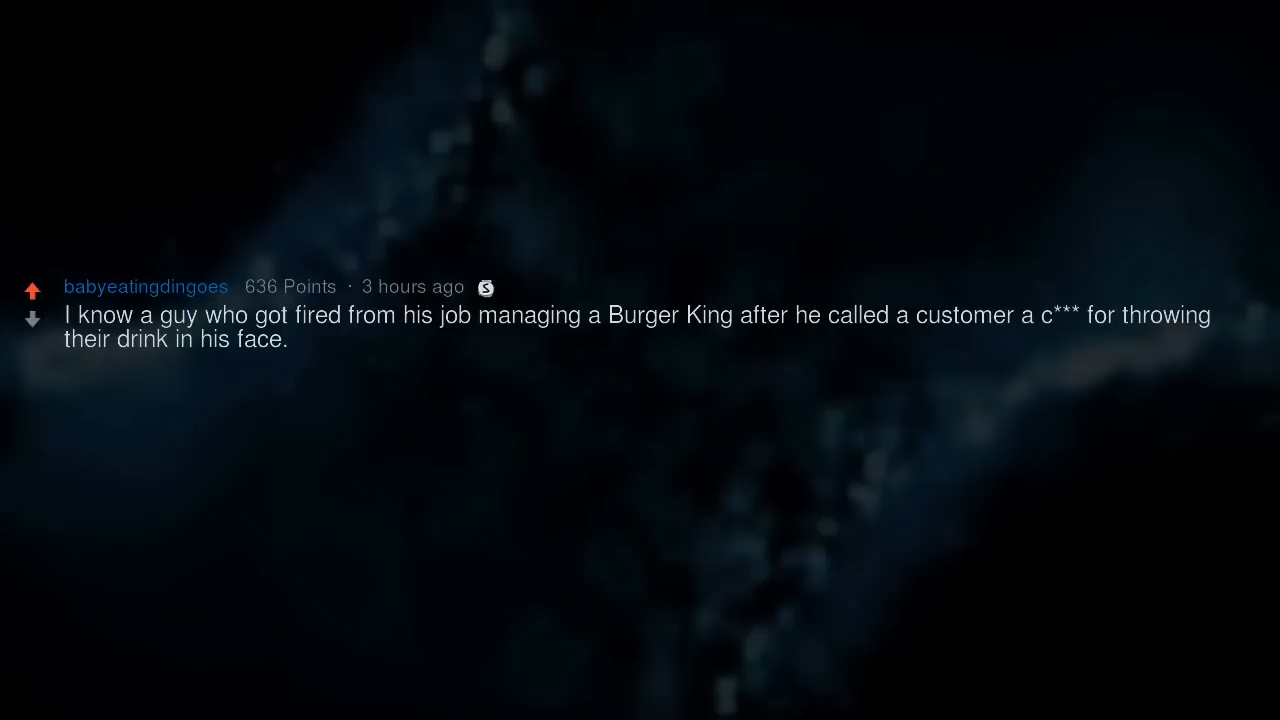 babyeatingdingoes 636 Points · 3 hours ago S
I know a guy who got fired from his job managing a Burger King after he called a customer a c*** for throwing
their drink in his face.